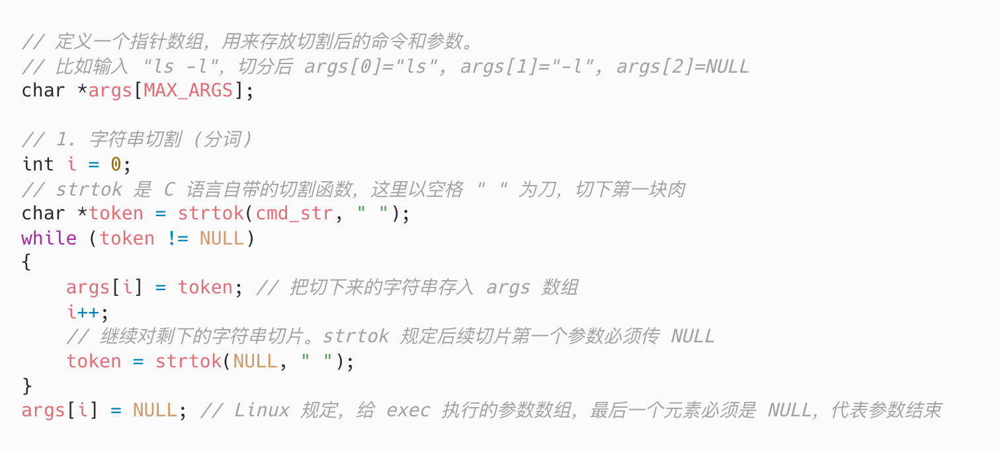 // 定义一个指针数组，用来存放切割后的命令和参数。
// 比如输入 "ls -l"，切分后 args[0]="ls", args[1]="-l", args[2]=NULL
char *args[MAX_ARGS];
// 1. 字符串切割 (分词)
int i = 0;
// strtok 是 C 语言自带的切割函数，这里以空格 " " 为刀，切下第一块肉
char *token = strtok(cmd_str, " ");
while (token != NULL)
{
    args[i] = token; // 把切下来的字符串存入 args 数组
    i++;
    // 继续对剩下的字符串切片。strtok 规定后续切片第一个参数必须传 NULL
    token = strtok(NULL, " ");
}
args[i] = NULL; // Linux 规定，给 exec 执行的参数数组，最后一个元素必须是 NULL，代表参数结束